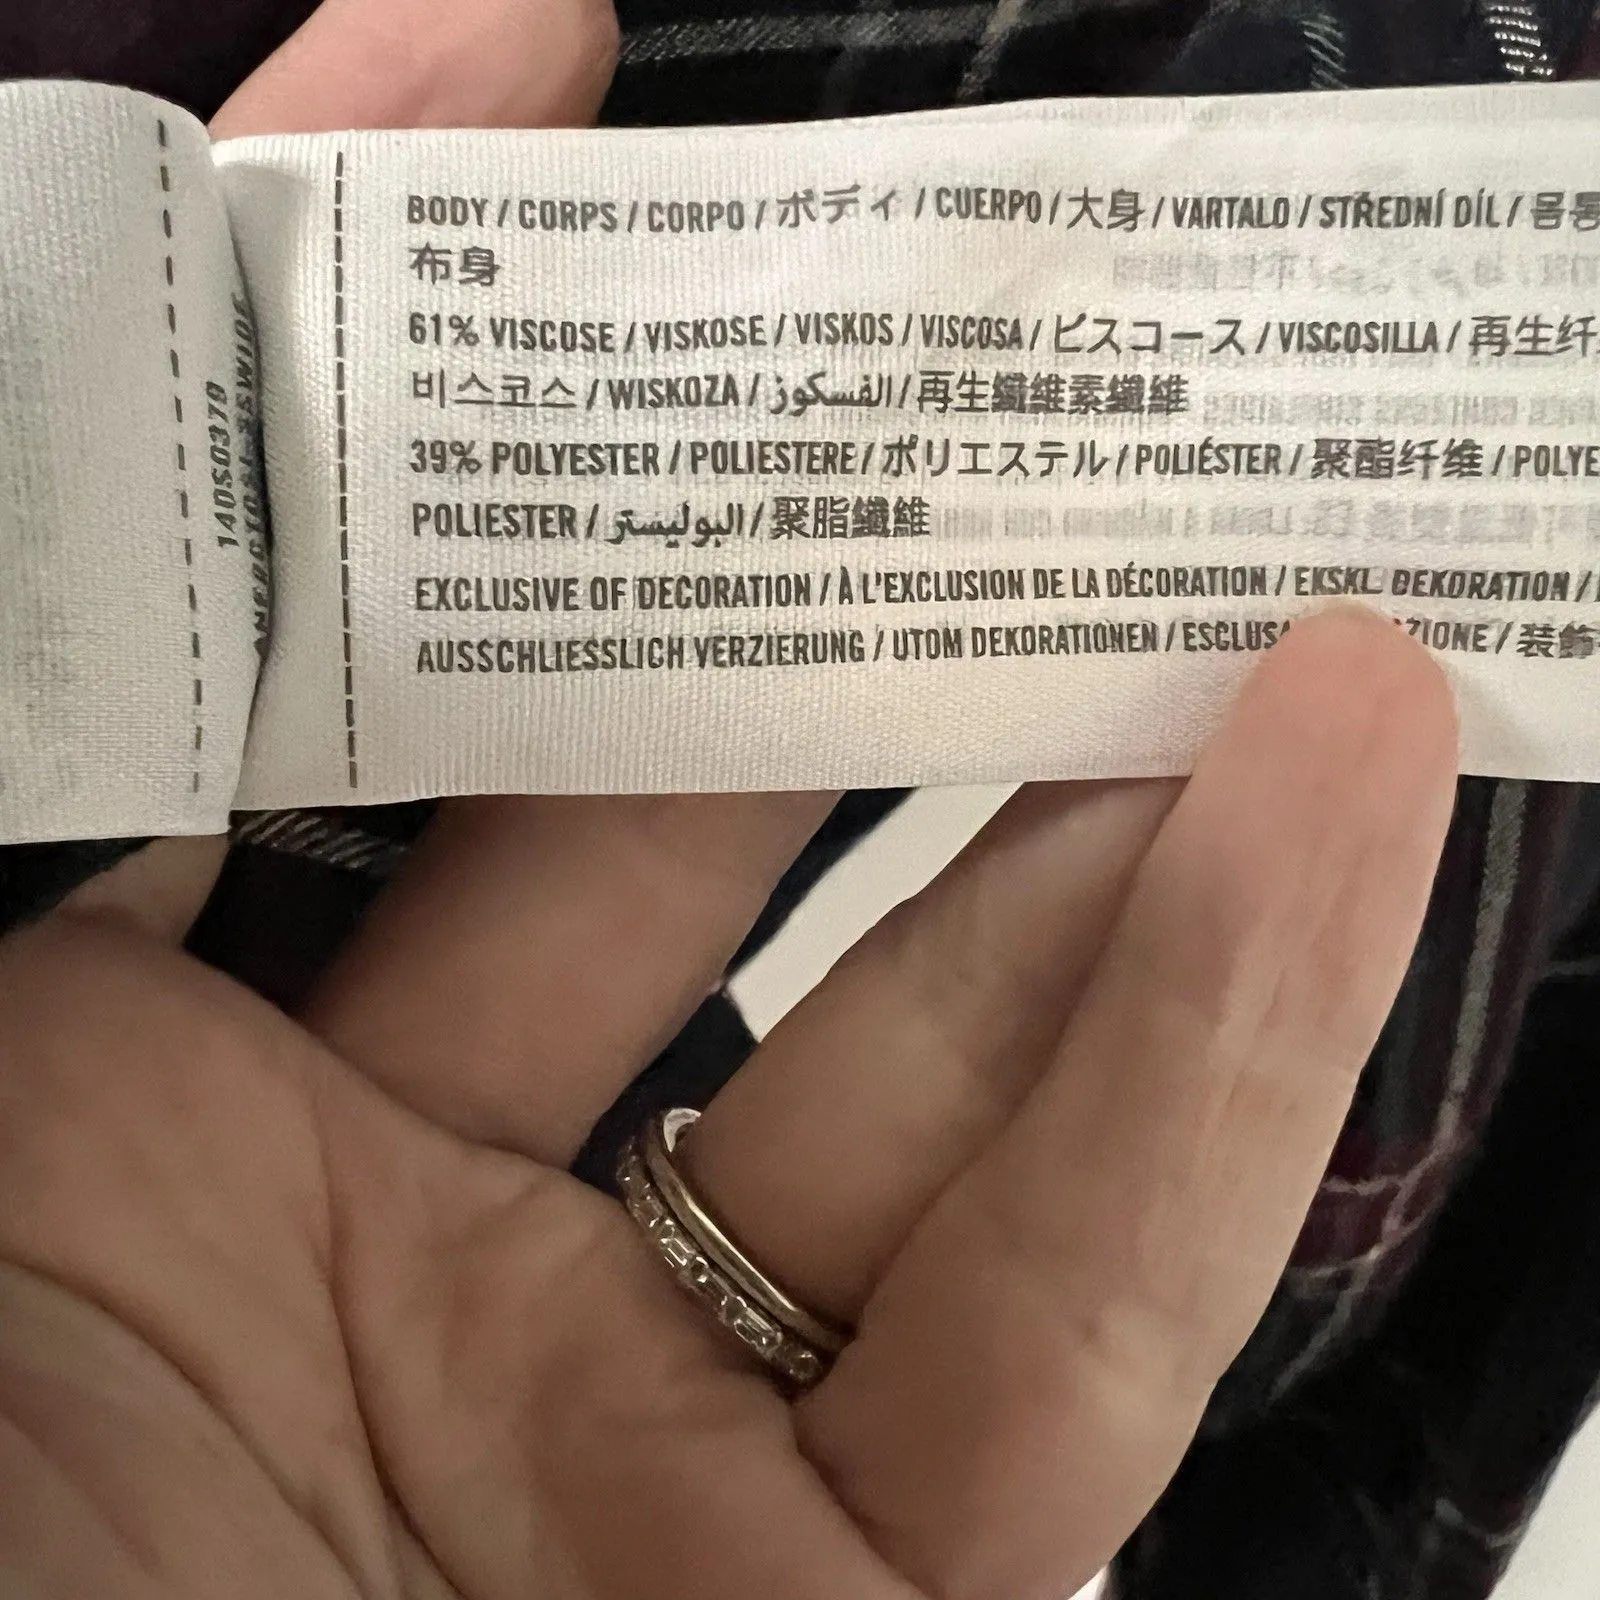 BODY / CORPS / CORPO / ボディ / CUERPO / 大身 / VARTALO / STŘEDNÍ DÍL / 몸통
布身
61% VISCOSE / VISKOSE / VISKOS / VISCOSA / ビスコース / VISCOSILLA / 再生纤
비스코스 / WISKOZA / الفسكوز / 再生纖維素纖維
39% POLYESTER / POLIESTERE / ポリエステル / POLIÉSTER / 聚酯纤维 / POLYE
POLIESTER / البوليستر / 聚脂纖維
EXCLUSIVE OF DECORATION / À L'EXCLUSION DE LA DÉCORATION / EKSKL DEKORATION /
AUSSCHLIESSLICH VERZIERUNG / UTOM DEKORATIONEN / ESCLUSA ZIONE / 装飾
14DS0370